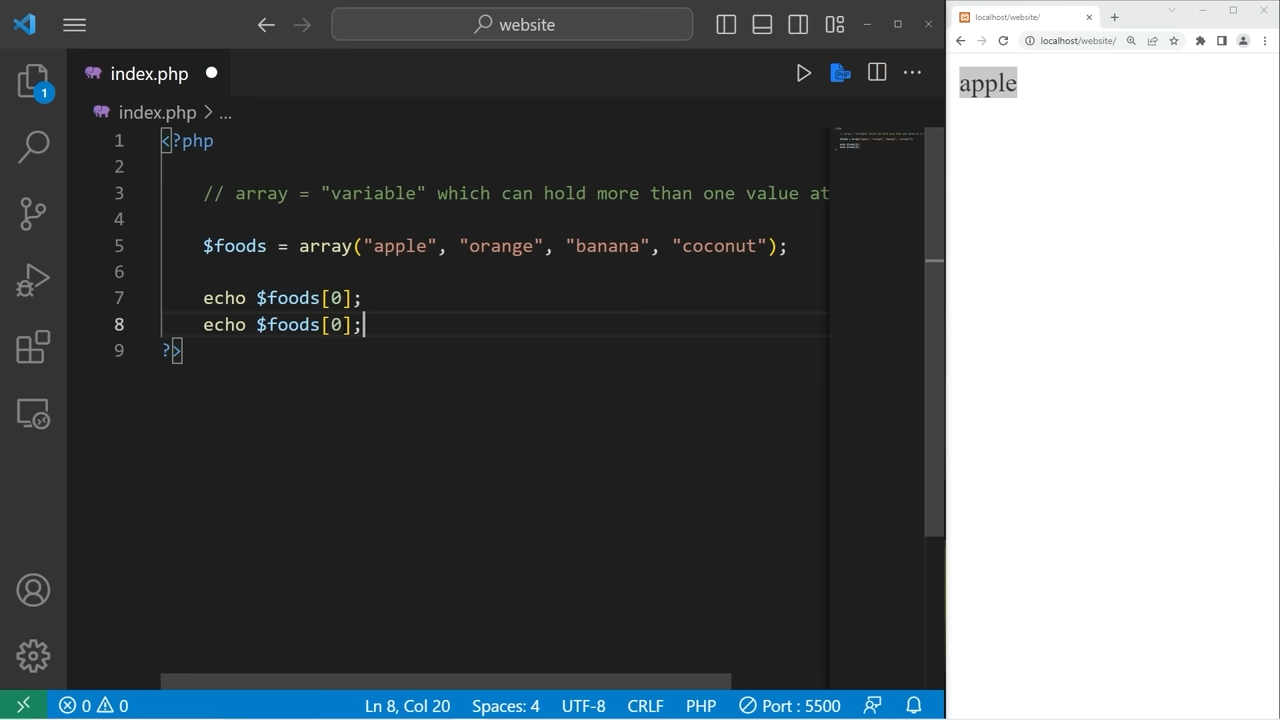 website
index.php
index.php > ...
1 <?php
2
3 // array = "variable" which can hold more than one value at
4
5 $foods = array("apple", "orange", "banana", "coconut");
6
7 echo $foods[0];
8 echo $foods[0];
9 ?>
1
0 0
Ln 8, Col 20 Spaces: 4 UTF-8 CRLF PHP Port : 5500
localhost/website/
localhost/website/
apple